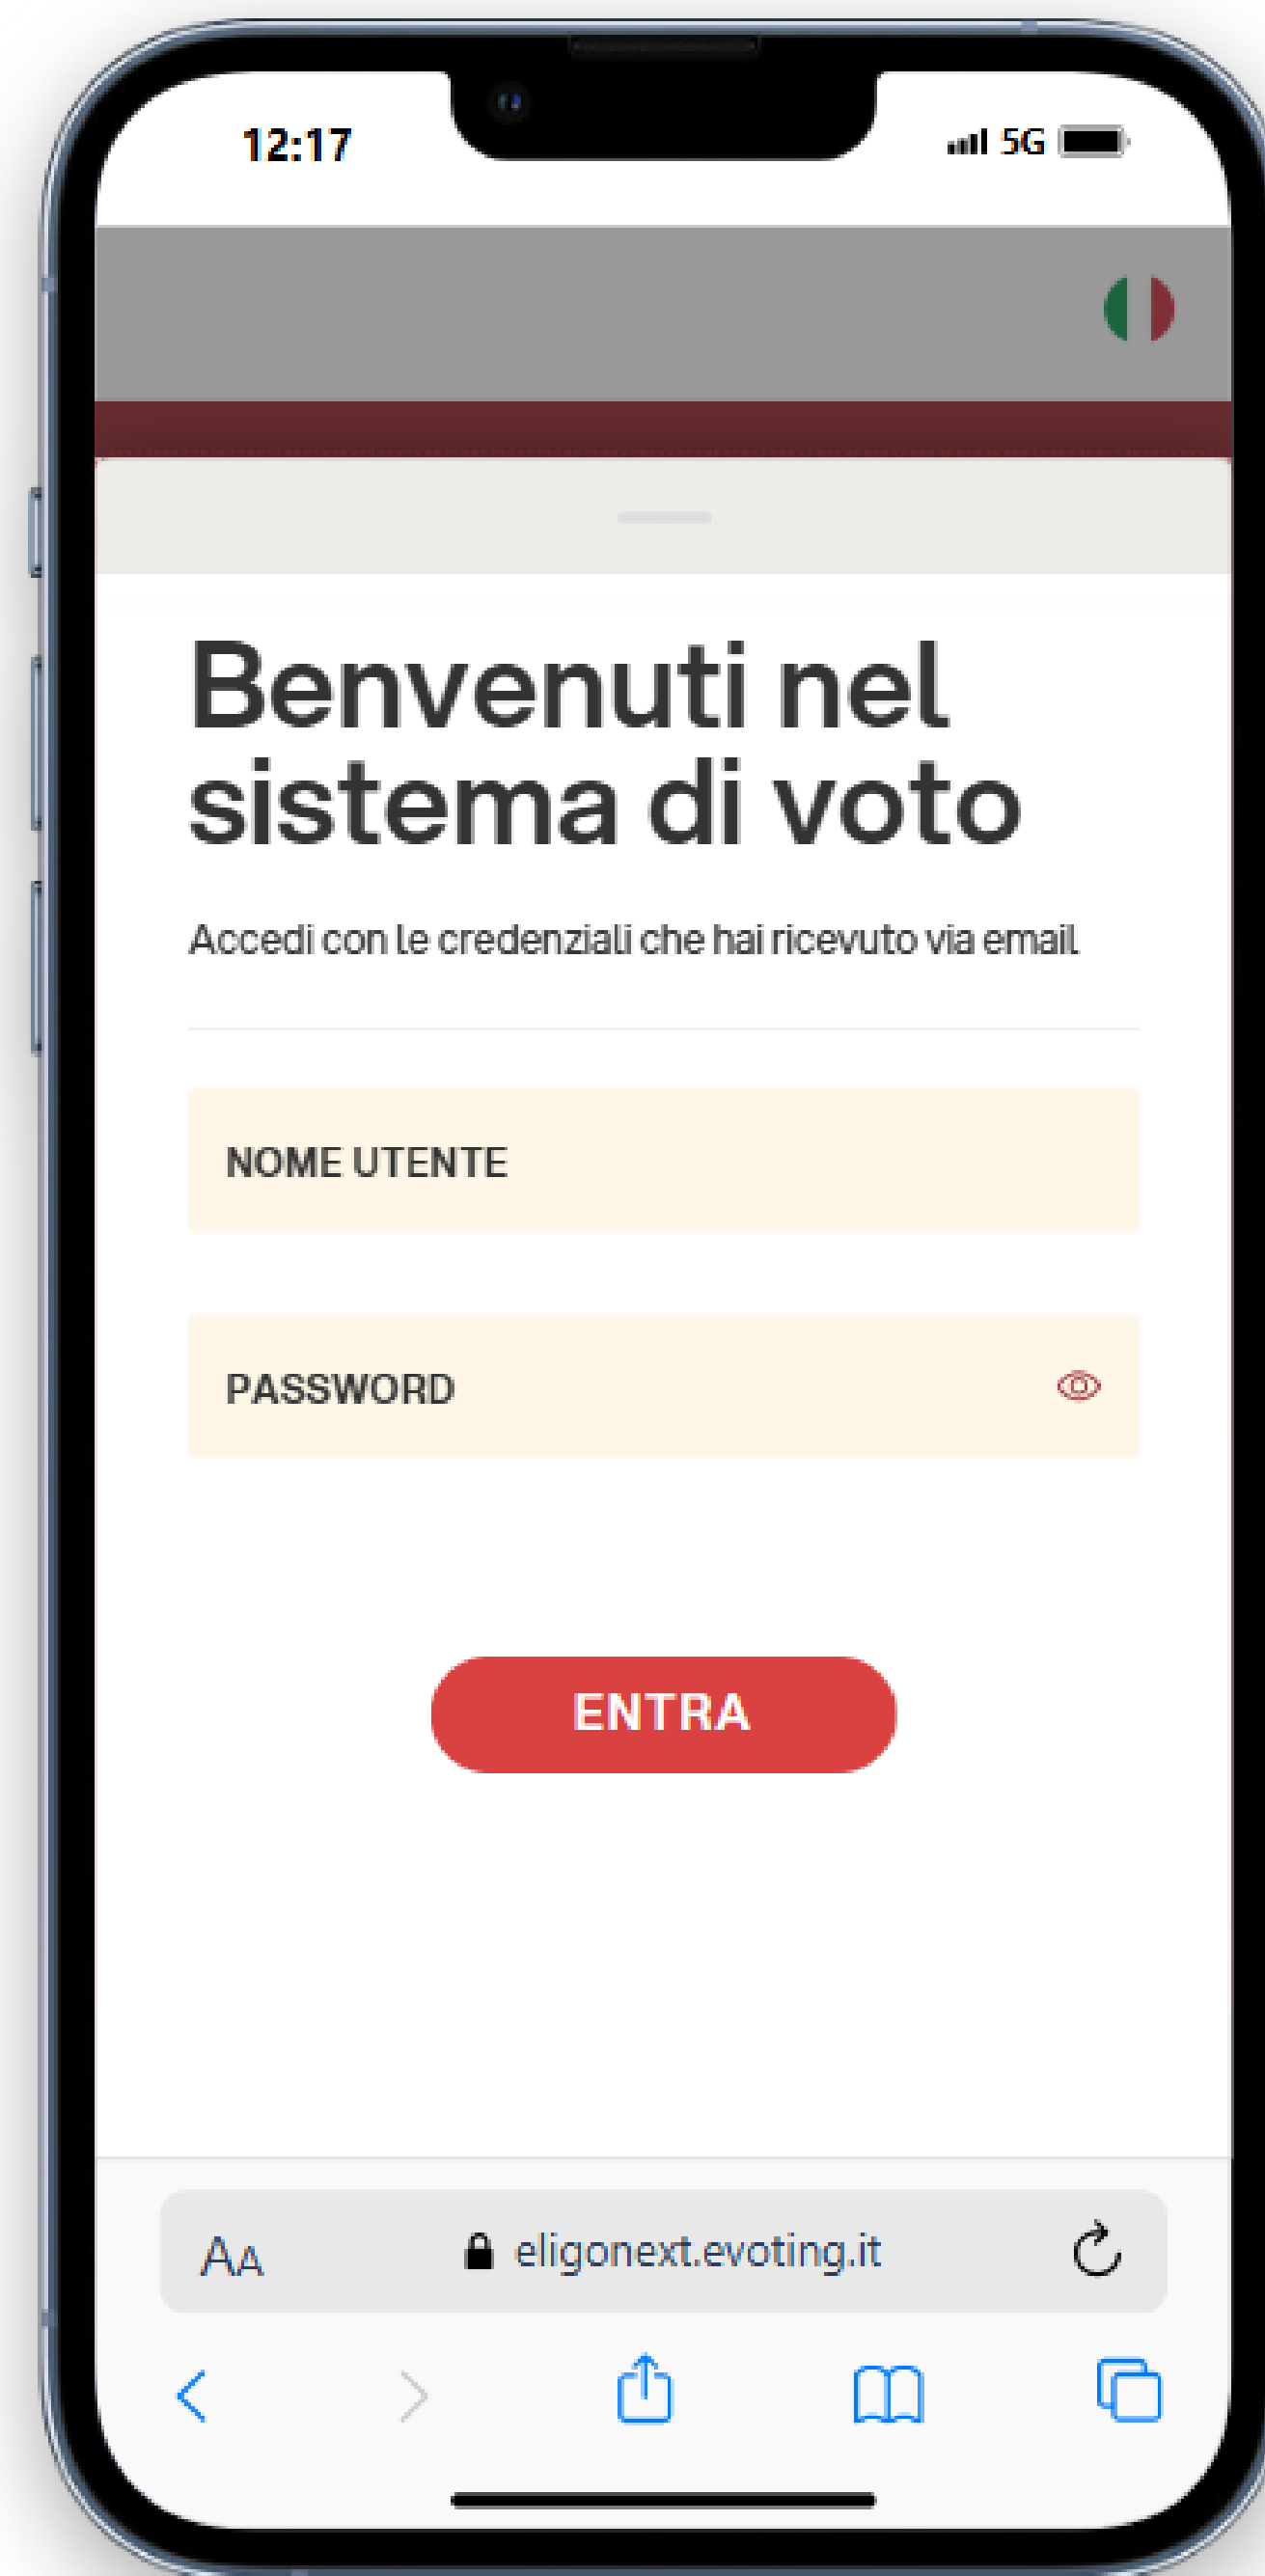 12:17
5G
Benvenuti nel
sistema di voto
Accedi con le credenziali che hai ricevuto via email
NOME UTENTE
PASSWORD
ENTRA
AA eligonext.evoting.it